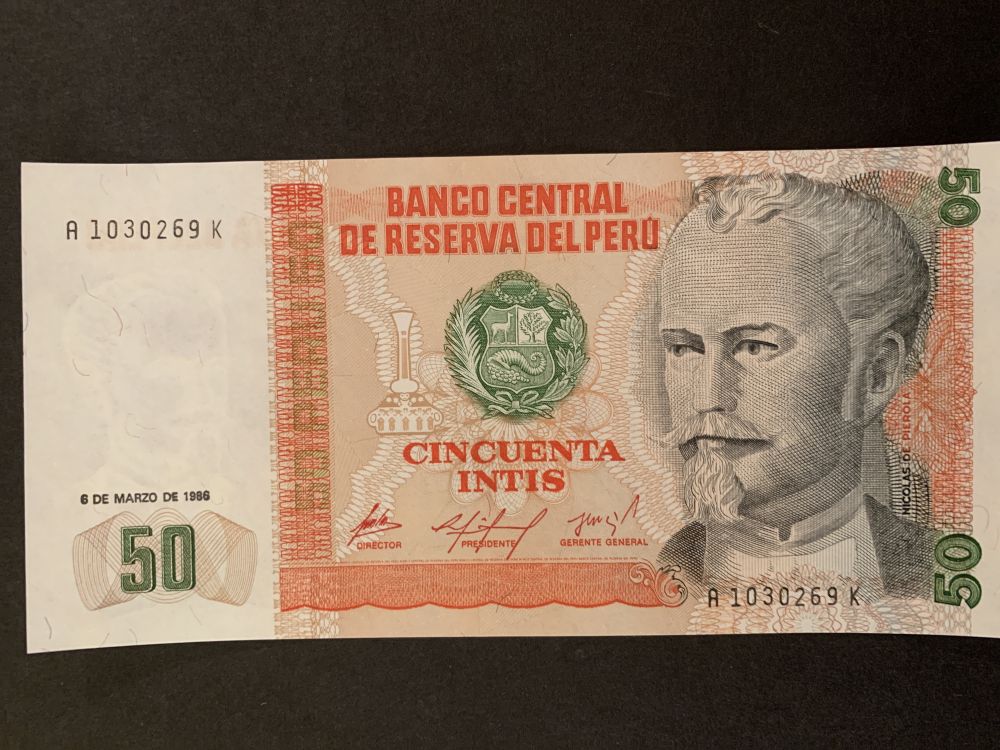 A 1030269 K
BANCO CENTRAL
DE RESERVA DEL PERÚ
50
CINCUENTA
INTIS
6 DE MARZO DE 1986
50
DIRECTOR
PRESIDENTE
GERENTE GENERAL
NICOLAS DE PIEROLA
A 1030269 K
50